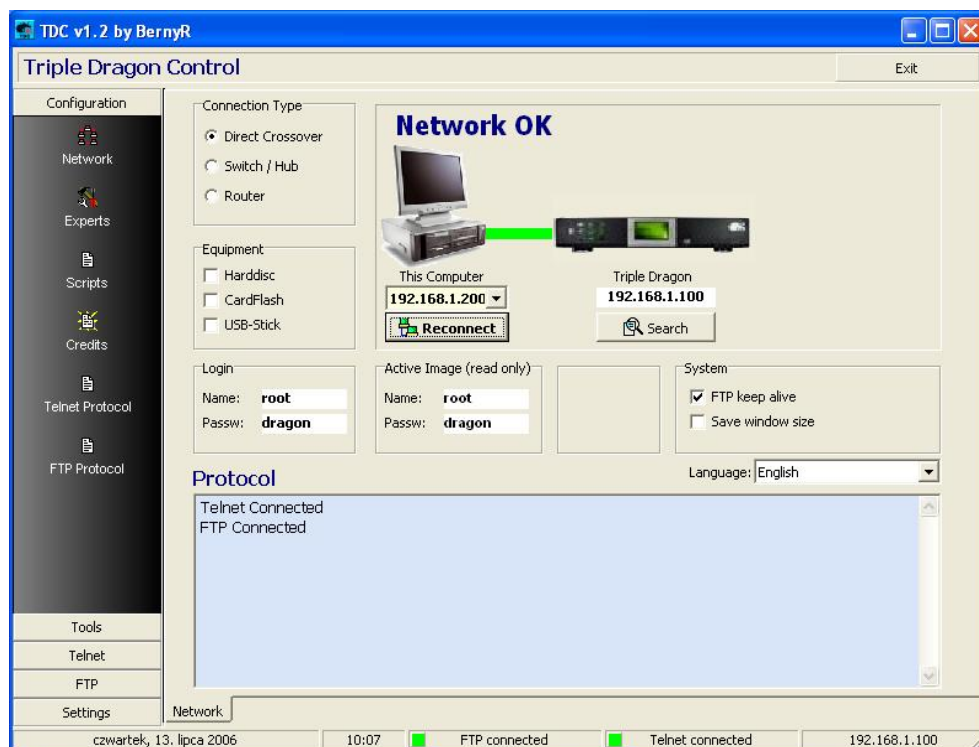 TDC v1.2 by BernyR
Triple Dragon Control
Exit
Configuration
Network
Experts
Scripts
Credits
Telnet Protocol
FTP Protocol
Tools
Telnet
FTP
Settings
Connection Type
Direct Crossover
Switch / Hub
Router
Equipment
Harddisc
CardFlash
USB-Stick
Network OK
This Computer
192.168.1.200
Reconnect
Triple Dragon
192.168.1.100
Search
Login
Name: root
Passw: dragon
Active Image (read only)
Name: root
Passw: dragon
System
FTP keep alive
Save window size
Language: English
Protocol
Telnet Connected
FTP Connected
Network
czwartek, 13. lipca 2006 10:07 FTP connected Telnet connected 192.168.1.100